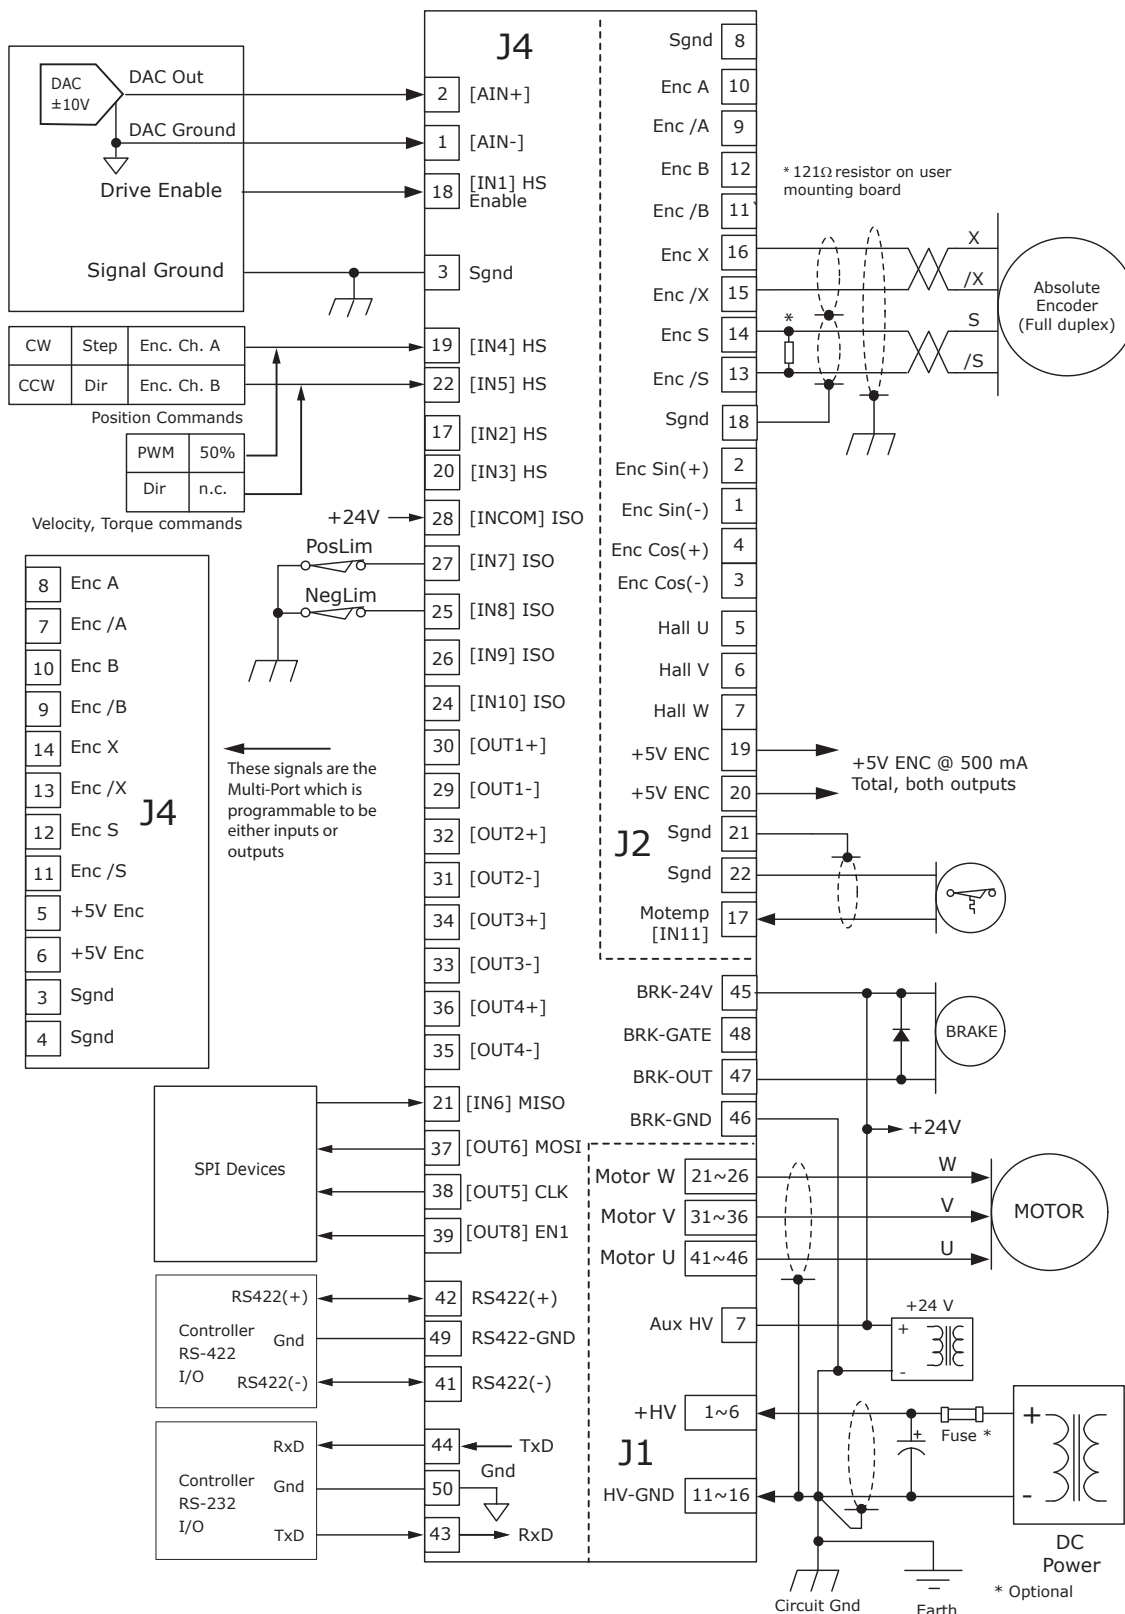 J4
DAC
±10V
DAC Out
DAC Ground
Drive Enable
Signal Ground
2 [AIN+]
1 [AIN-]
18 [IN1] HS
Enable
3 Sgnd
CW Step Enc. Ch. A
CCW Dir Enc. Ch. B
Position Commands
PWM 50%
Dir n.c.
Velocity, Torque commands
19 [IN4] HS
22 [IN5] HS
17 [IN2] HS
20 [IN3] HS
+24V
28 [INCOM] ISO
PosLim
27 [IN7] ISO
NegLim
25 [IN8] ISO
26 [IN9] ISO
24 [IN10] ISO
30 [OUT1+]
29 [OUT1-]
32 [OUT2+]
31 [OUT2-]
34 [OUT3+]
33 [OUT3-]
36 [OUT4+]
35 [OUT4-]
8 Enc A
7 Enc /A
10 Enc B
9 Enc /B
14 Enc X
13 Enc /X
12 Enc S
11 Enc /S
5 +5V Enc
6 +5V Enc
3 Sgnd
4 Sgnd
J4
These signals are the
Multi-Port which is
programmable to be
either inputs or
outputs
SPI Devices
21 [IN6] MISO
37 [OUT6] MOSI
38 [OUT5] CLK
39 [OUT8] EN1
Controller
RS-422
I/O
RS422(+)
Gnd
RS422(-)
42 RS422(+)
49 RS422-GND
41 RS422(-)
Controller
RS-232
I/O
RxD
Gnd
TxD
44 TxD
50 Gnd
43 RxD
Sgnd 8
Enc A 10
Enc /A 9
Enc B 12
Enc /B 11`
Enc X 16
Enc /X 15
Enc S 14
Enc /S 13
Sgnd 18
Enc Sin(+) 2
Enc Sin(-) 1
Enc Cos(+) 4
Enc Cos(-) 3
Hall U 5
Hall V 6
Hall W 7
+5V ENC 19
+5V ENC 20
J2
Sgnd 21
Sgnd 22
Motemp
[IN11] 17
* 121Ω resistor on user
mounting board
*
X
/X
S
/S
Absolute
Encoder
(Full duplex)
+5V ENC @ 500 mA
Total, both outputs
BRK-24V 45
BRK-GATE 48
BRK-OUT 47
BRK-GND 46
BRAKE
+24V
Motor W 21~26
Motor V 31~36
Motor U 41~46
W
V
U
MOTOR
Aux HV 7
+24 V
+
-
+HV 1~6
J1
HV-GND 11~16
+
Fuse *
+
-
DC
Power
Circuit Gnd
Earth
* Optional